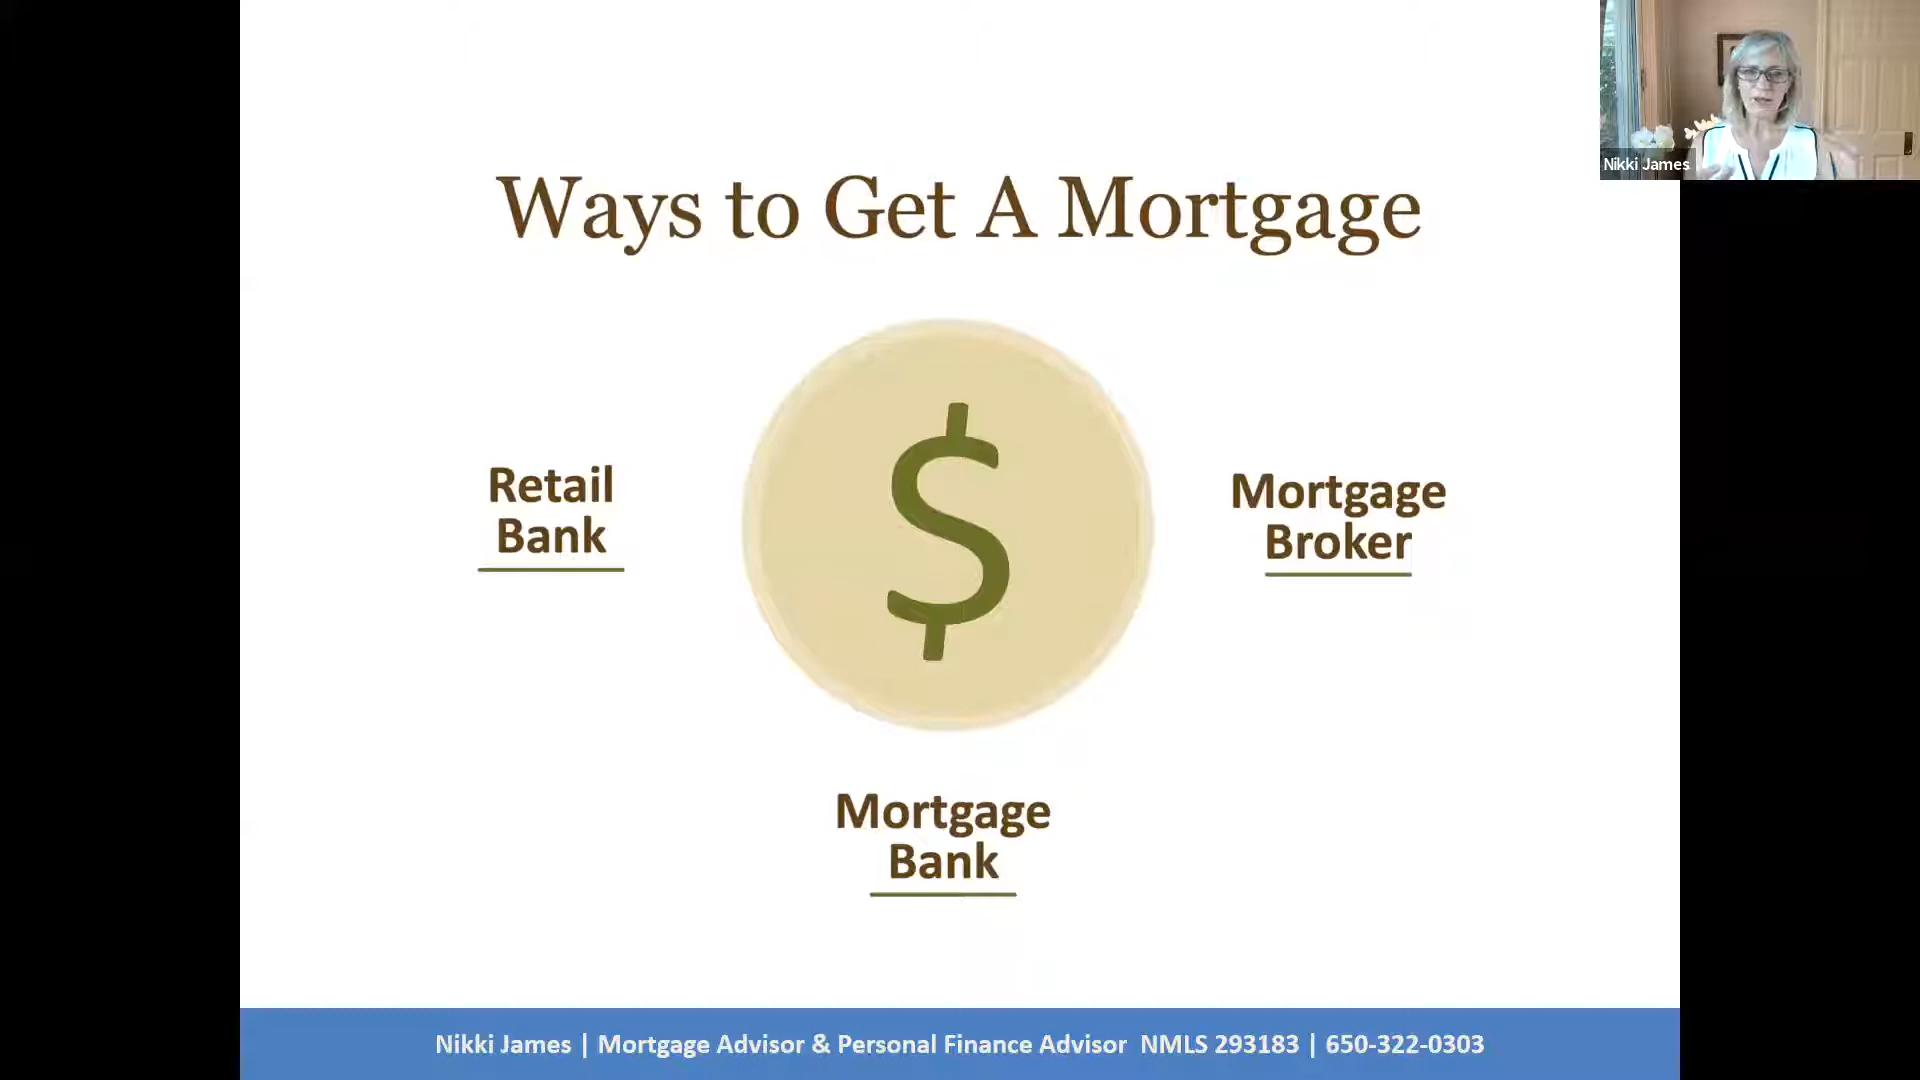 Ways to Get A Mortgage
Nikki James
$
Retail
Bank
Mortgage
Broker
Mortgage
Bank
Nikki James | Mortgage Advisor & Personal Finance Advisor NMLS 293183 | 650-322-0303